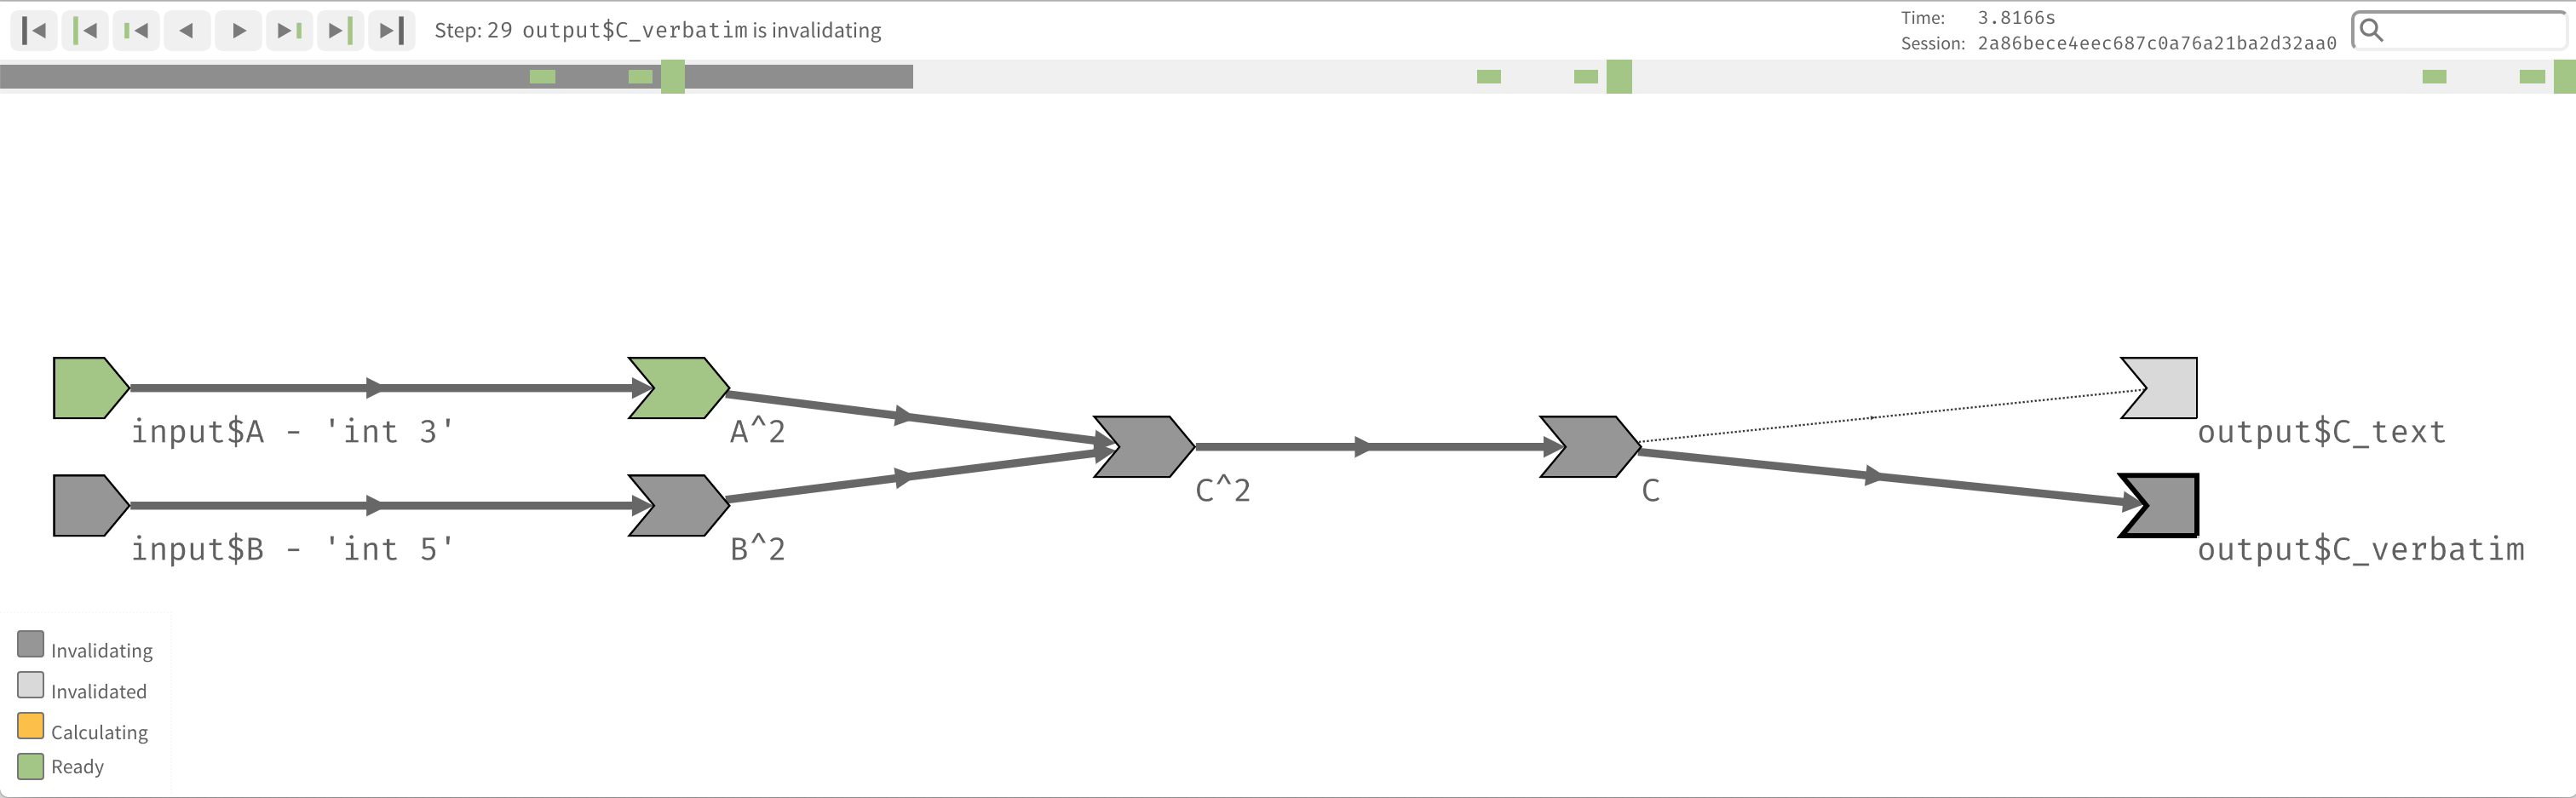 Step: 29 output$C_verbatim is invalidating
Time: 3.8166s
Session: 2a86bece4eec687c0a76a21ba2d32aa0
input$A - 'int 3'
A^2
output$C_text
C^2
C
input$B - 'int 5'
B^2
output$C_verbatim
Invalidating
Invalidated
Calculating
Ready